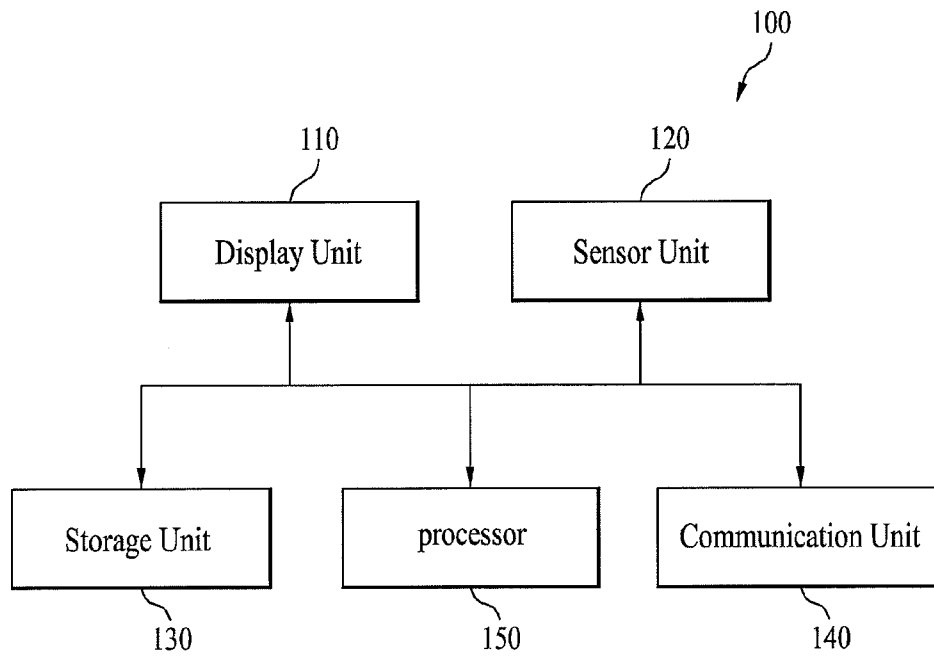 100
110
120
Display Unit
Sensor Unit
Storage Unit
processor
Communication Unit
130
150
140